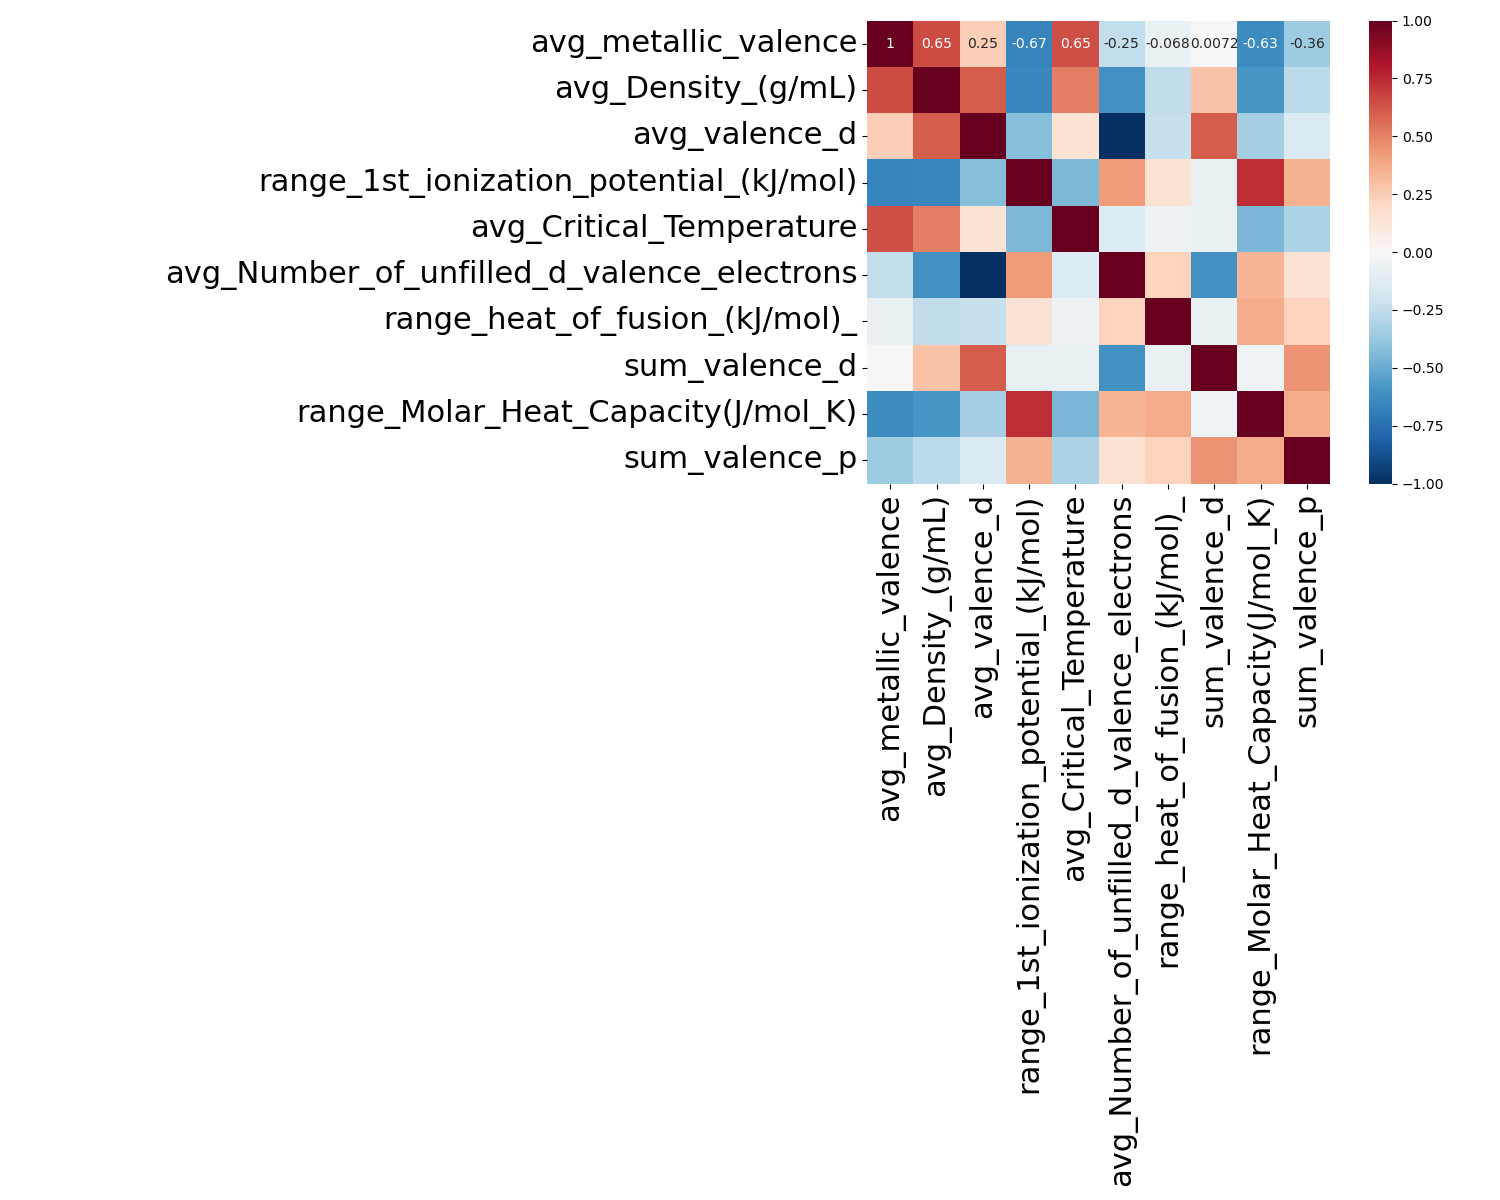 avg_metallic_valence
1 0.65 0.25 -0.67 0.65 -0.25 -0.068 0.0072 -0.63 -0.36
avg_Density_(g/mL)
avg_valence_d
range_1st_ionization_potential_(kJ/mol)
avg_Critical_Temperature
avg_Number_of_unfilled_d_valence_electrons
range_heat_of_fusion_(kJ/mol)_
sum_valence_d
range_Molar_Heat_Capacity(J/mol_K)
sum_valence_p
avg_metallic_valence
avg_Density_(g/mL)
avg_valence_d
range_1st_ionization_potential_(kJ/mol)
avg_Critical_Temperature
avg_Number_of_unfilled_d_valence_electrons
range_heat_of_fusion_(kJ/mol)_
sum_valence_d
range_Molar_Heat_Capacity(J/mol_K)
sum_valence_p
1.00
0.75
0.50
0.25
0.00
−0.25
−0.50
−0.75
−1.00